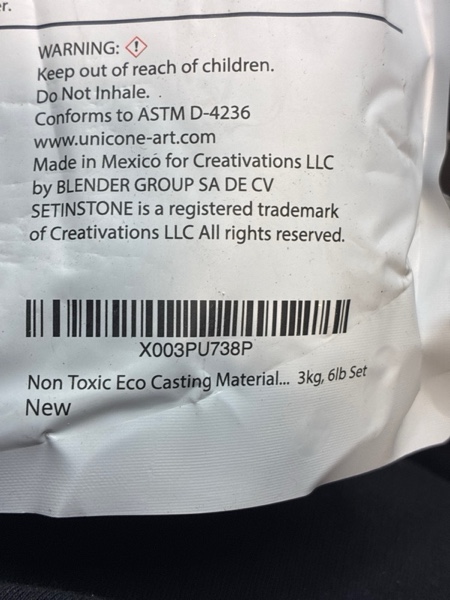 er.
WARNING:
Keep out of reach of children.
Do Not Inhale.
Conforms to ASTM D-4236
www.unicone-art.com
Made in Mexico for Creativations LLC
by BLENDER GROUP SA DE CV
SETINSTONE is a registered trademark
of Creativations LLC All rights reserved.
X003PU738P
Non Toxic Eco Casting Material... 3kg, 6lb Set
New